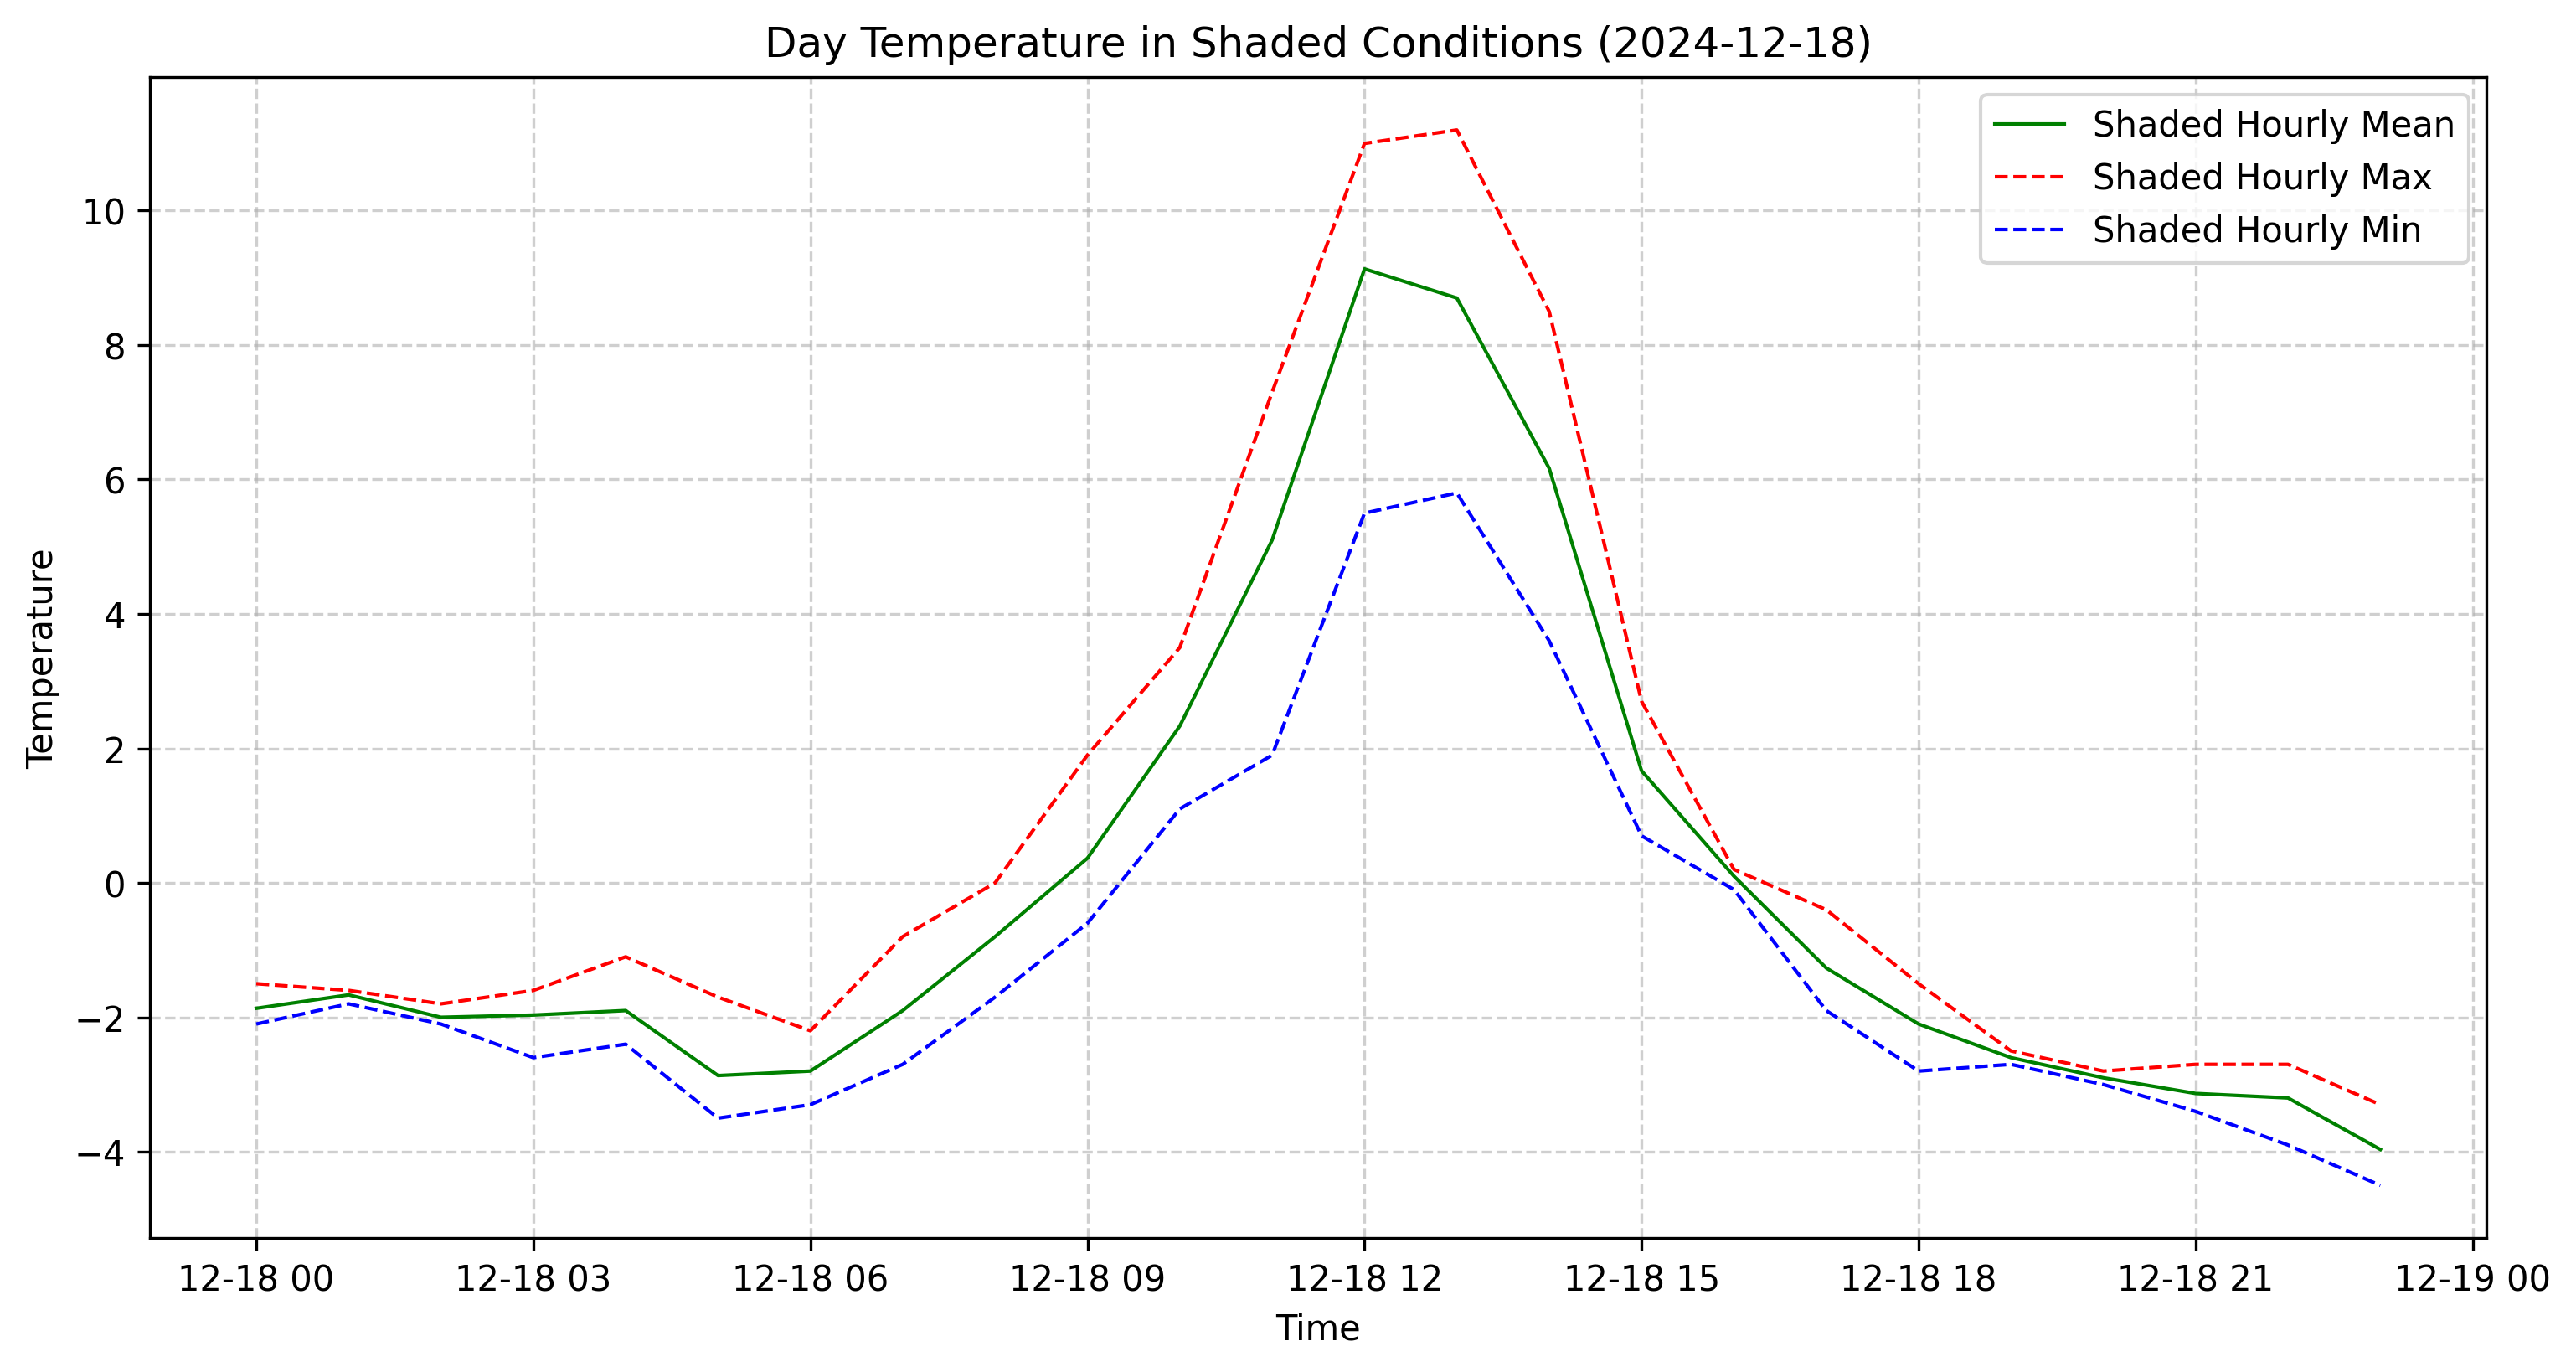 Day Temperature in Shaded Conditions (2024-12-18)
Shaded Hourly Mean
Shaded Hourly Max
Shaded Hourly Min
Temperature
10
8
6
4
2
0
−2
−4
12-18 00 12-18 03 12-18 06 12-18 09 12-18 12 12-18 15 12-18 18 12-18 21 12-19 00
Time